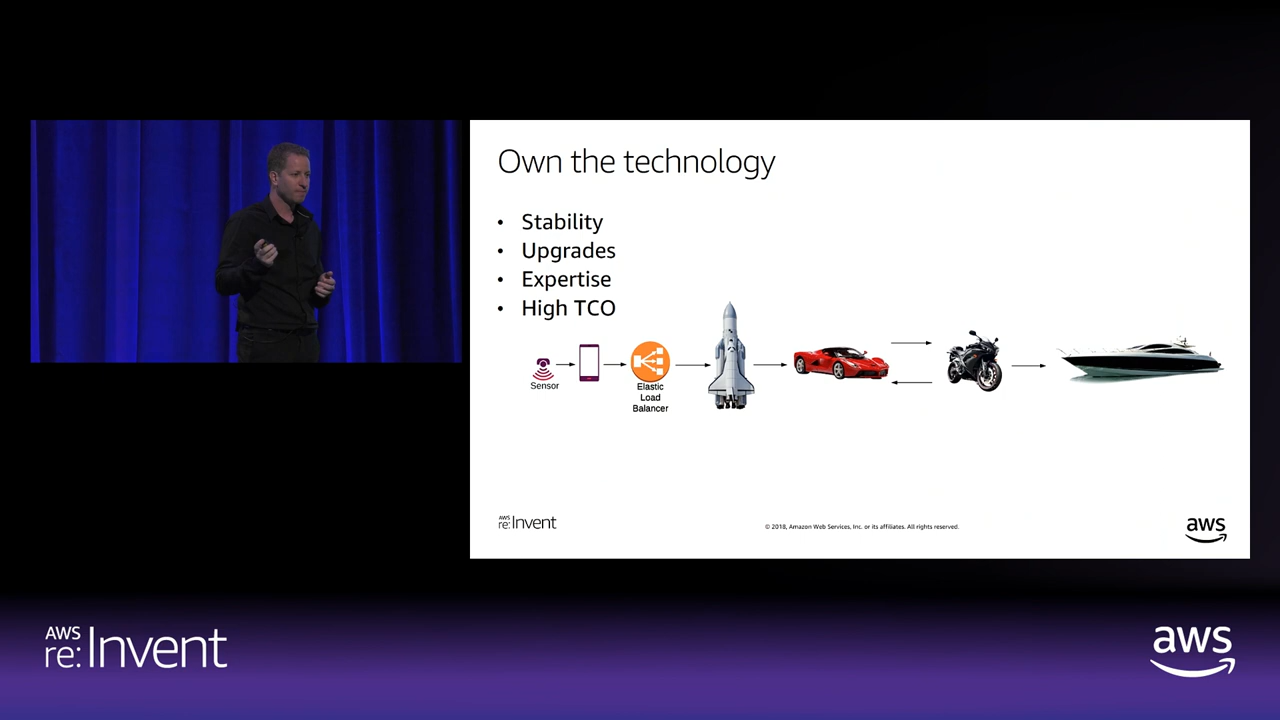 Own the technology
• Stability
• Upgrades
• Expertise
• High TCO
Sensor
Elastic
Load
Balancer
AWS
re:Invent
© 2018, Amazon Web Services, Inc. or its affiliates. All rights reserved.
aws
AWS
re:Invent
aws